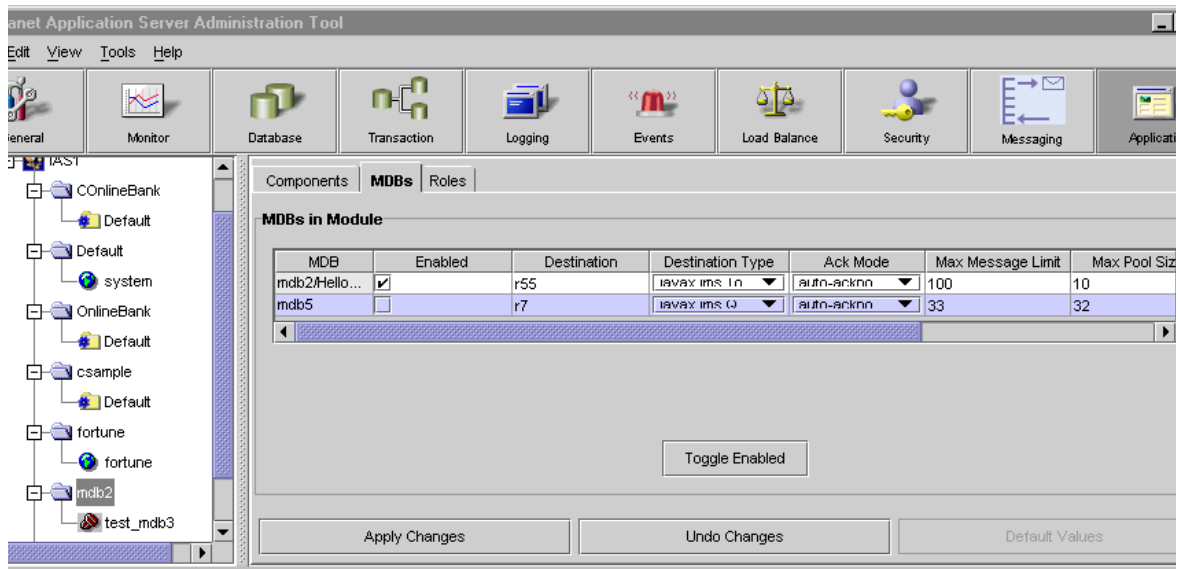 anet Application Server Administration Tool
Edit View Tools Help
eneral Monitor Database Transaction Logging Events Load Balance Security Messaging Applicati
IAS1
COnlineBank
Default
Default
system
OnlineBank
Default
csample
Default
fortune
fortune
mdb2
test_mdb3
Components MDBs Roles
MDBs in Module
MDB Enabled Destination Destination Type Ack Mode Max Message Limit Max Pool Siz
mdb2/Hello... r55 javax.jms.To auto-ackno 100 10
mdb5 r7 javax.jms.Q auto-ackno 33 32
Toggle Enabled
Apply Changes Undo Changes Default Values